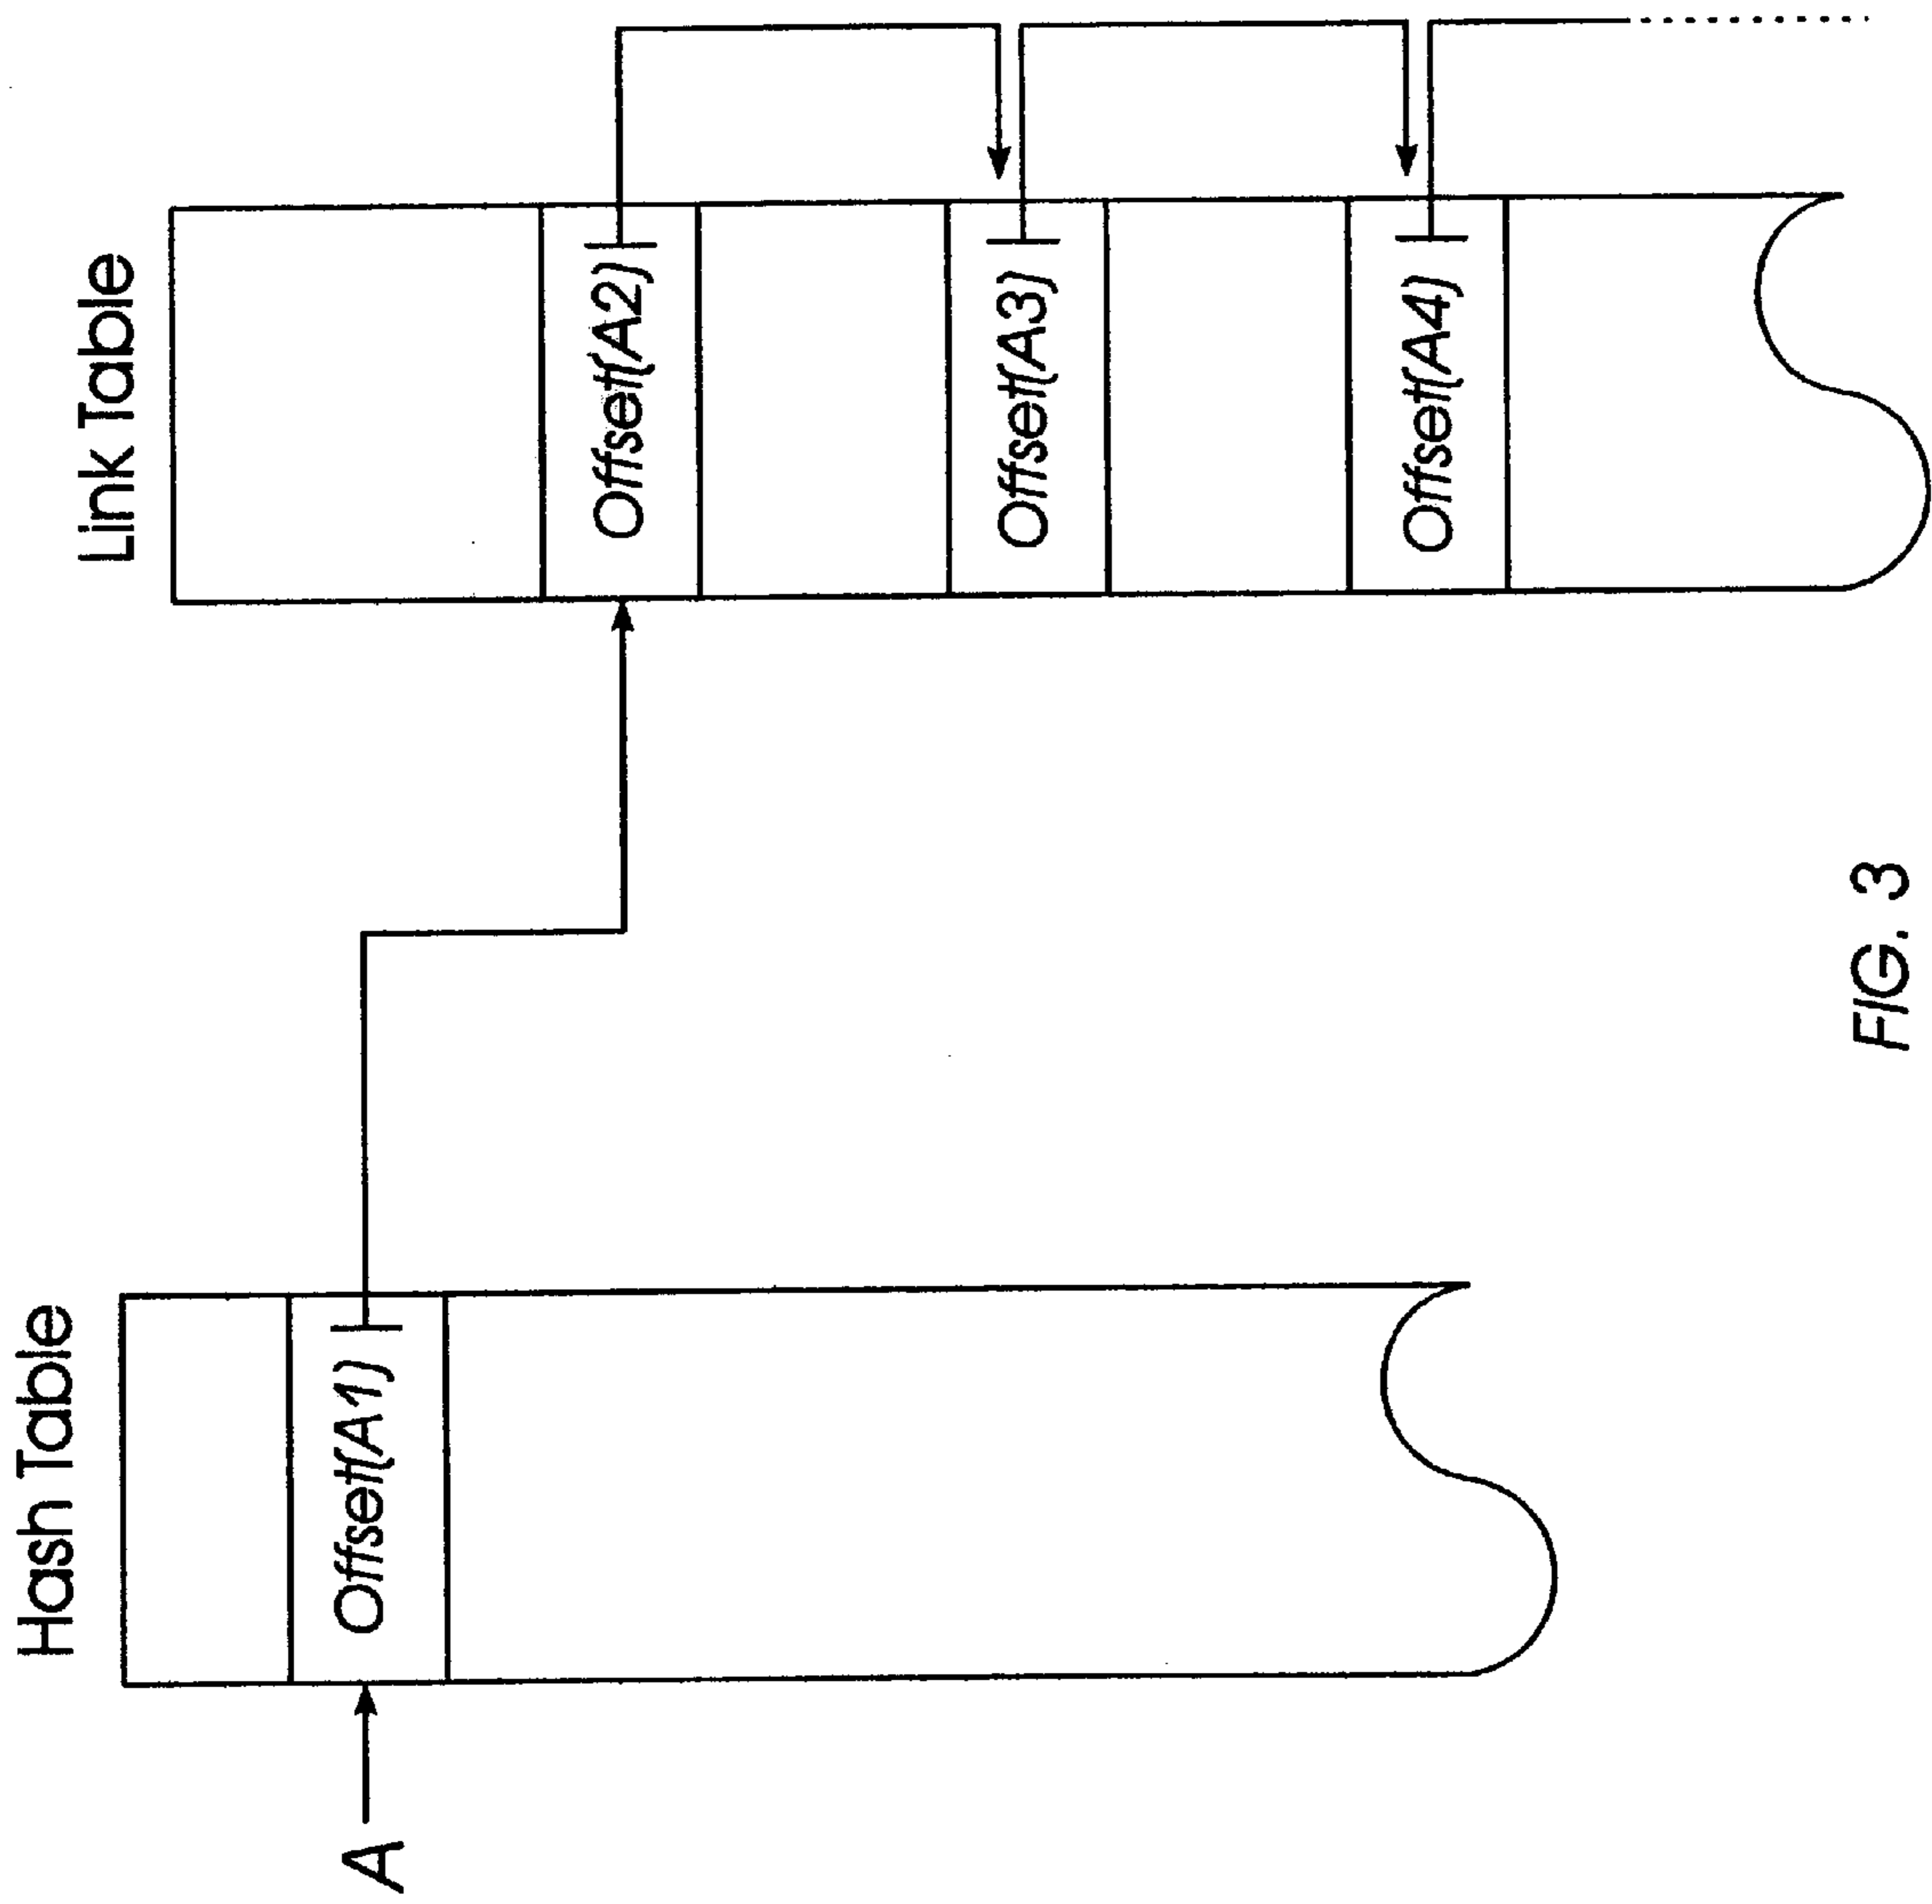 Hash Table
Link Table
A
Offset(A1)
Offset(A2)
Offset(A3)
Offset(A4)
FIG. 3